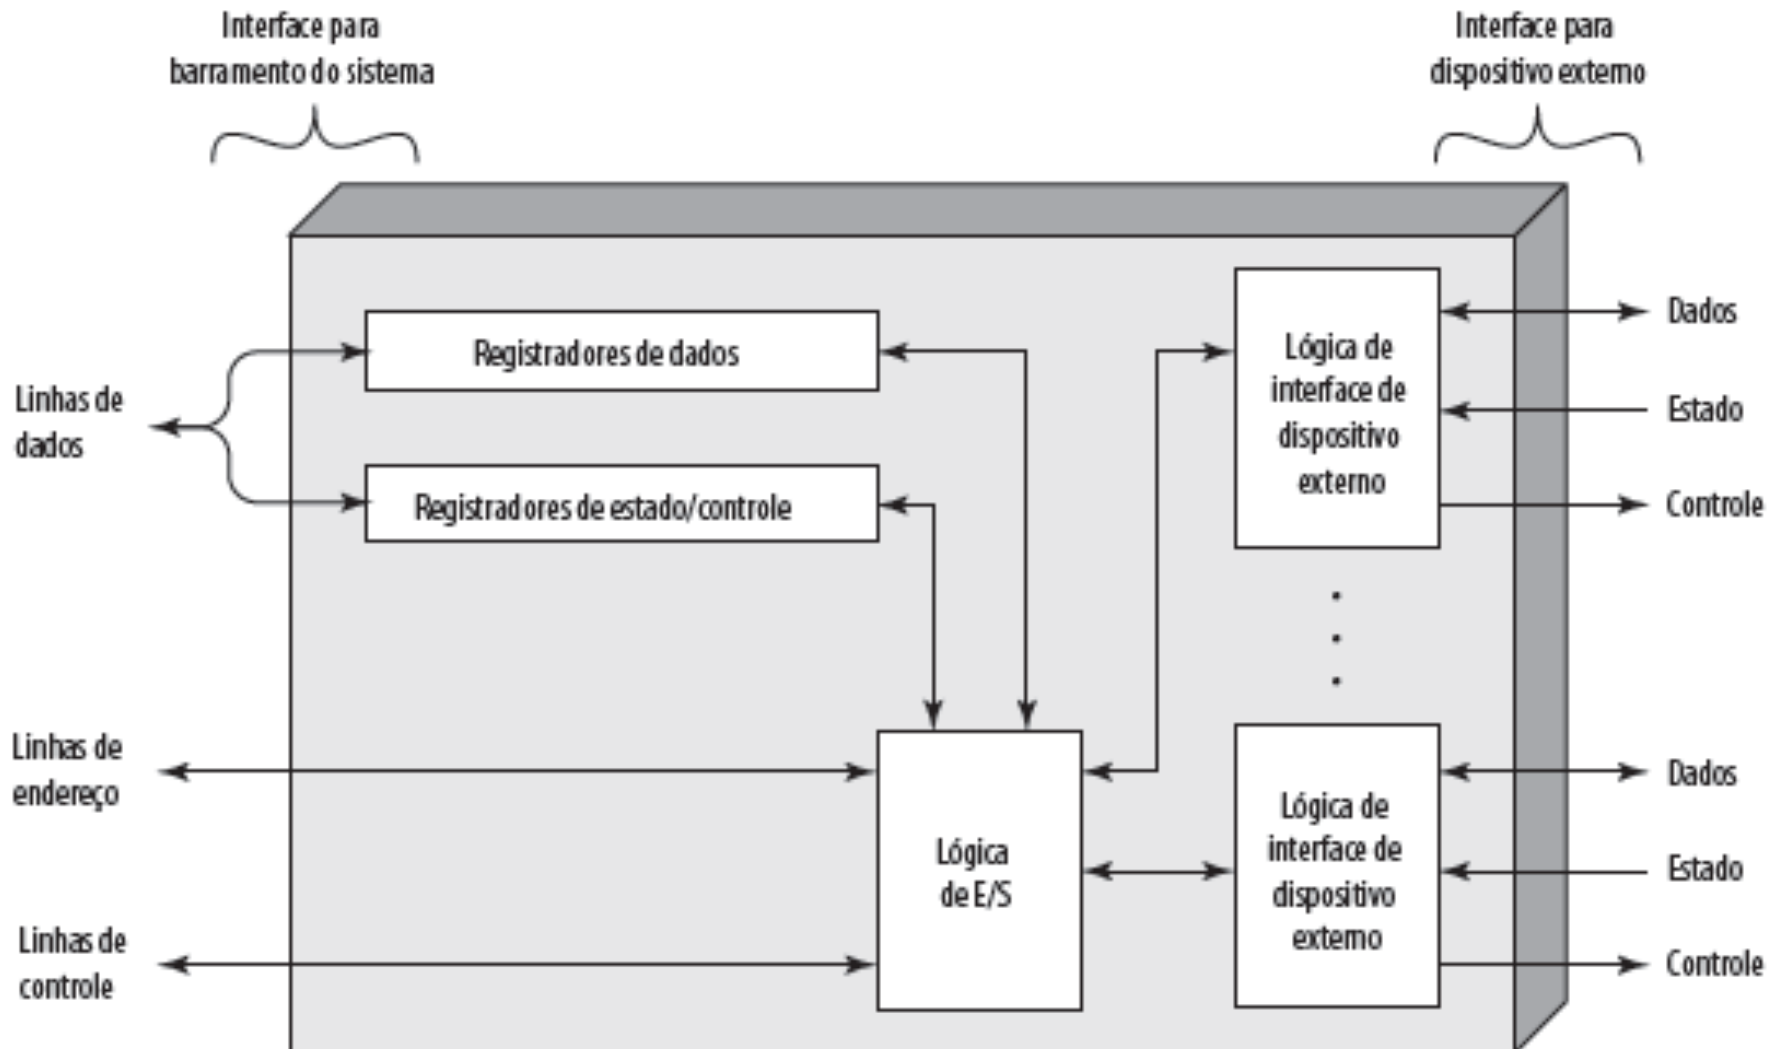 Interface para
barramento do sistema
Interface para
dispositivo externo
Registradores de dados
Linhas de
dados
Registradores de estado/controle
Lógica de
interface de
dispositivo
externo
Dados
Estado
Controle
Linhas de
endereço
Linhas de
controle
Lógica
de E/S
Lógica de
interface de
dispositivo
externo
Dados
Estado
Controle